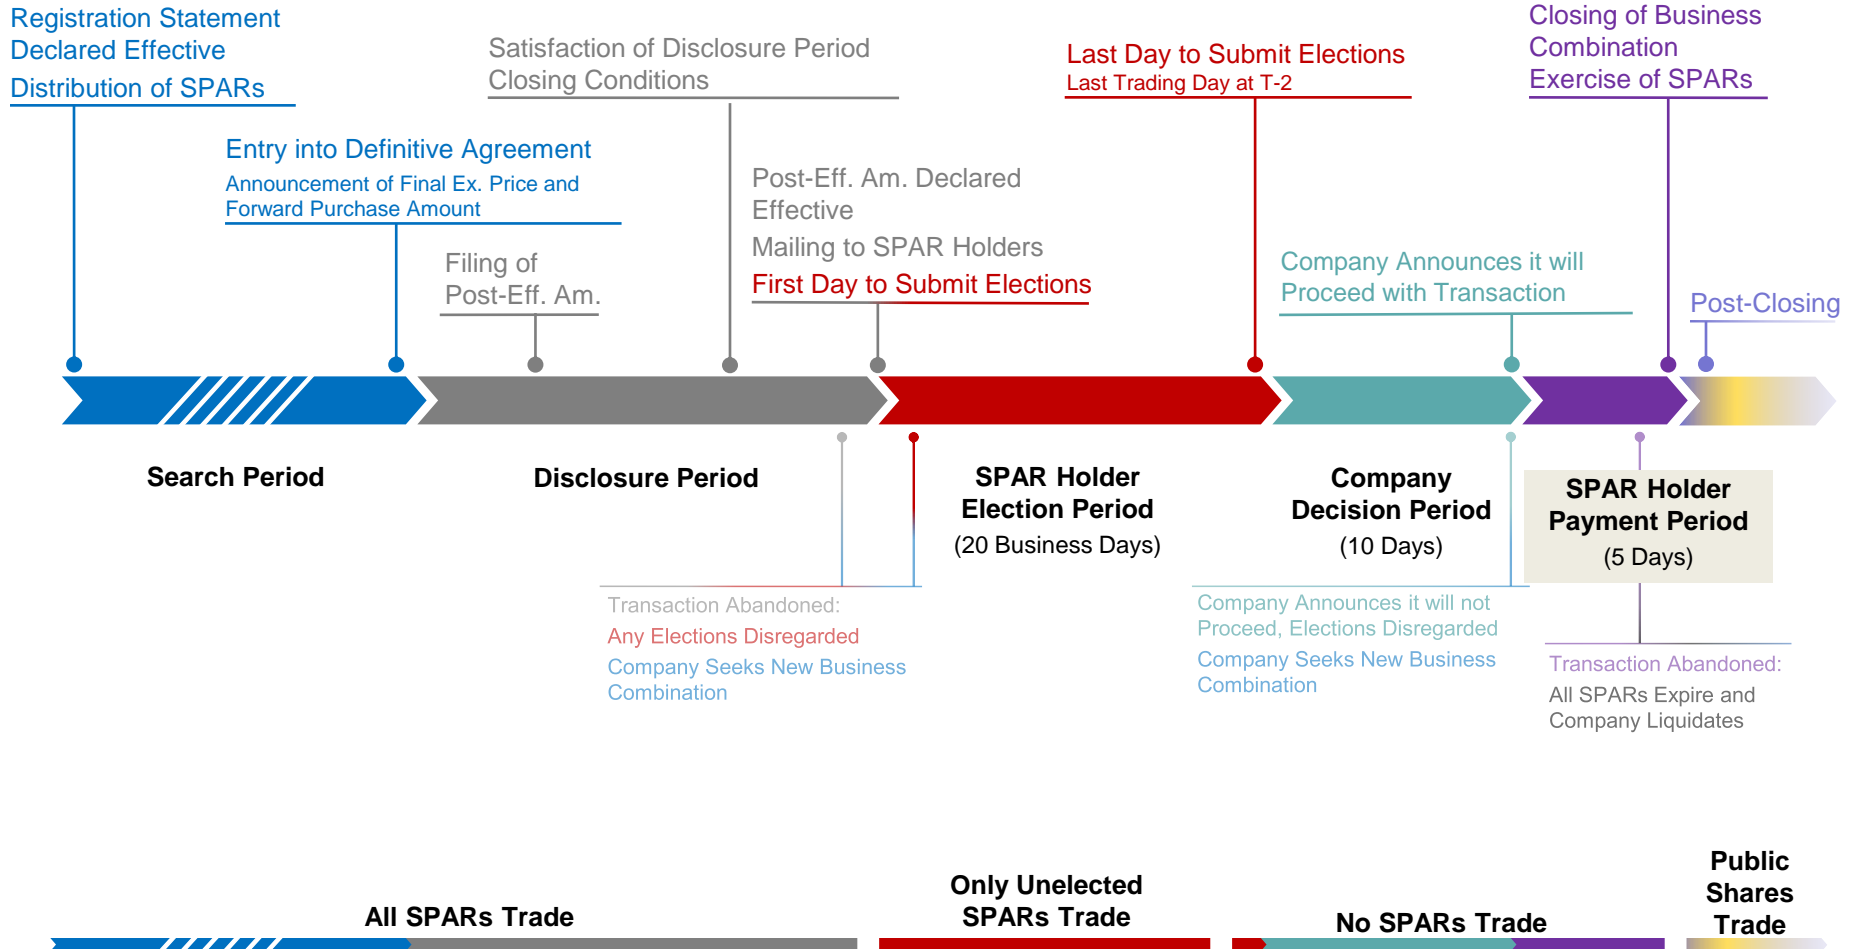 Registration Statement
Declared Effective
Distribution of SPARs
Entry into Definitive Agreement
Announcement of Final Ex. Price and
Forward Purchase Amount
Satisfaction of Disclosure Period
Closing Conditions
Filing of
Post-Eff. Am.
Post-Eff. Am. Declared
Effective
Mailing to SPAR Holders
First Day to Submit Elections
Last Day to Submit Elections
Last Trading Day at T-2
Company Announces it will
Proceed with Transaction
Closing of Business
Combination
Exercise of SPARs
Post-Closing
Search Period
Disclosure Period
SPAR Holder
Election Period
(20 Business Days)
Company
Decision Period
(10 Days)
SPAR Holder
Payment Period
(5 Days)
Transaction Abandoned:
Any Elections Disregarded
Company Seeks New Business
Combination
Company Announces it will not
Proceed, Elections Disregarded
Company Seeks New Business
Combination
Transaction Abandoned:
All SPARs Expire and
Company Liquidates
All SPARs Trade
Only Unelected
SPARs Trade
No SPARs Trade
Public
Shares
Trade